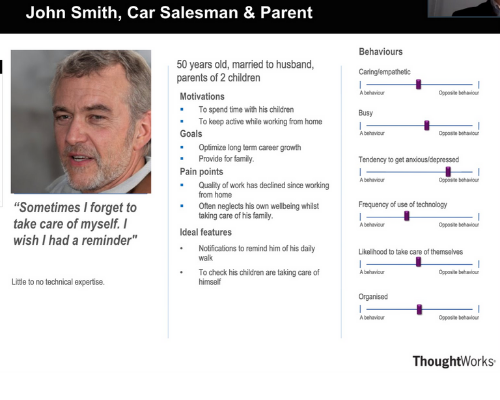 John Smith, Car Salesman & Parent
"Sometimes I forget to
take care of myself. I
wish I had a reminder"
Little to no technical expertise.
50 years old, married to husband,
parents of 2 children
Motivations
To spend time with his children
To keep active while working from home
Goals
Optimize long term career growth
Provide for family.
Pain points
Quality of work has declined since working
from home
Often neglects his own wellbeing whilst
taking care of his family.
Ideal features
Notifications to remind him of his daily
walk
To check his children are taking care of
himself
Behaviours
Caring/empathetic
A behaviour Opposite behaviour
Busy
A behaviour Opposite behaviour
Tendency to get anxious/depressed
A behaviour Opposite behaviour
Frequency of use of technology
A behaviour Opposite behaviour
Likelihood to take care of themselves
A behaviour Opposite behaviour
Organised
A behaviour Opposite behaviour
ThoughtWorks